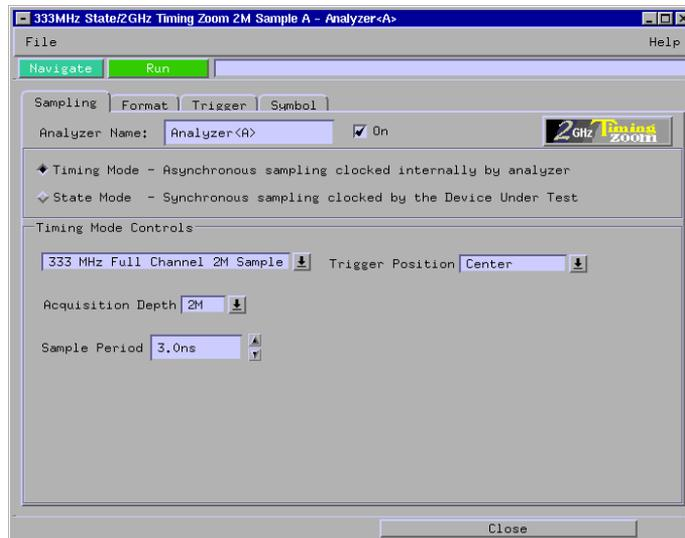 333MHz State/2GHz Timing Zoom 2M Sample A - Analyzer<A>
File Help
Navigate Run
Sampling Format Trigger Symbol
Analyzer Name: Analyzer<A> On 2 GHz Timing zoom
Timing Mode - Asynchronous sampling clocked internally by analyzer
State Mode - Synchronous sampling clocked by the Device Under Test
Timing Mode Controls
333 MHz Full Channel 2M Sample Trigger Position Center
Acquisition Depth 2M
Sample Period 3.0ns
Close